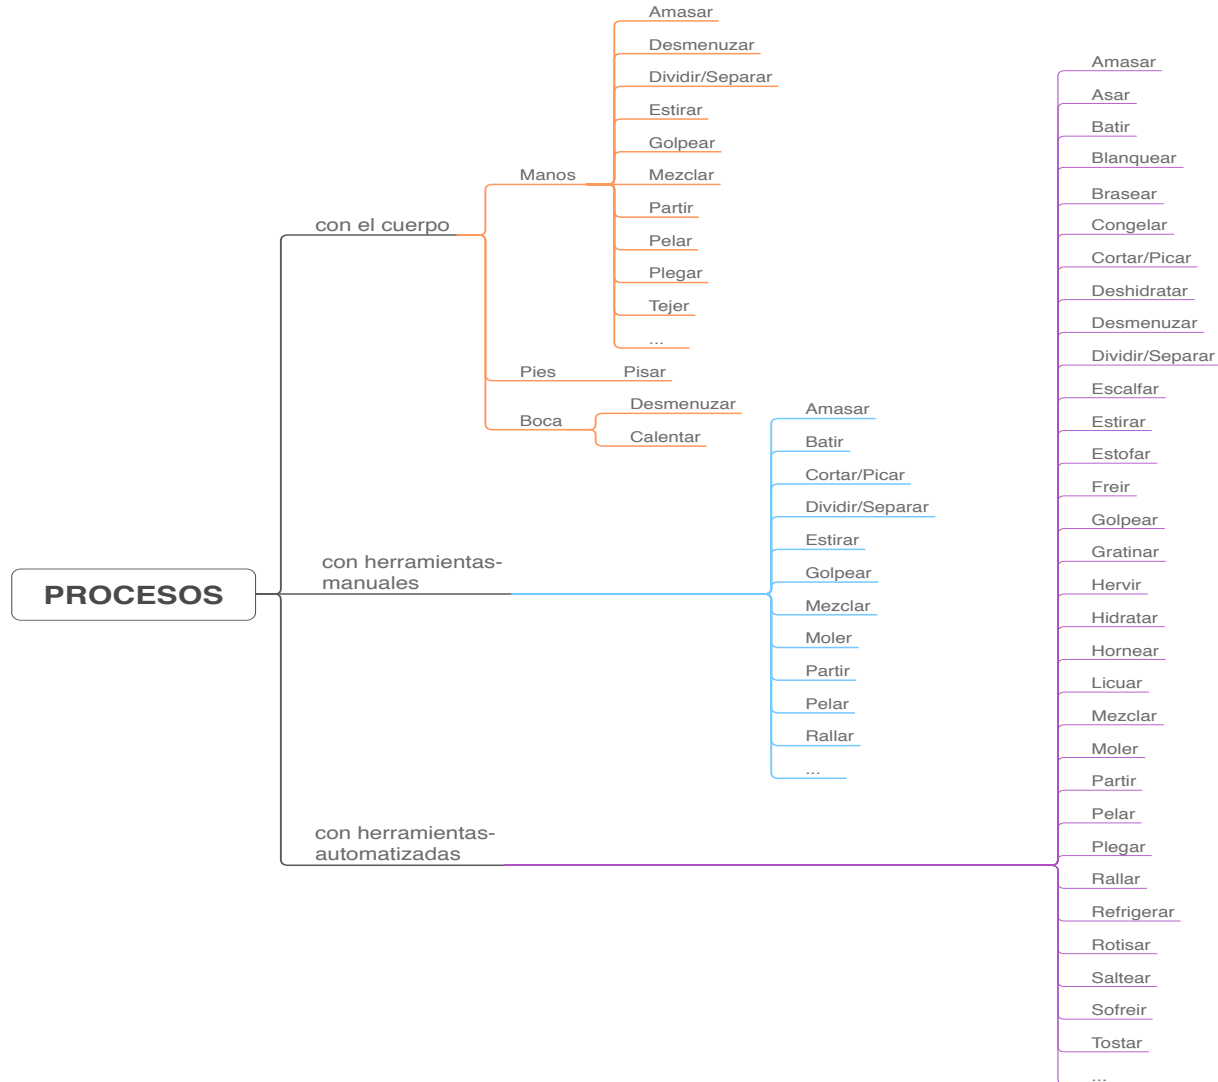 PROCESOS
con el cuerpo
Manos
Amasar
Desmenuzar
Dividir/Separar
Estirar
Golpear
Mezclar
Partir
Pelar
Plegar
Tejer
...
Pies
Pisar
Boca
Desmenuzar
Calentar
con herramientas-
manuales
Amasar
Batir
Cortar/Picar
Dividir/Separar
Estirar
Golpear
Mezclar
Moler
Partir
Pelar
Rallar
...
con herramientas-
automatizadas
Amasar
Asar
Batir
Blanquear
Brasear
Congelar
Cortar/Picar
Deshidratar
Desmenuzar
Dividir/Separar
Escalfar
Estirar
Estofar
Freir
Golpear
Gratinar
Hervir
Hidratar
Hornear
Licuar
Mezclar
Moler
Partir
Pelar
Plegar
Rallar
Refrigerar
Rotisar
Saltear
Sofreir
Tostar
...